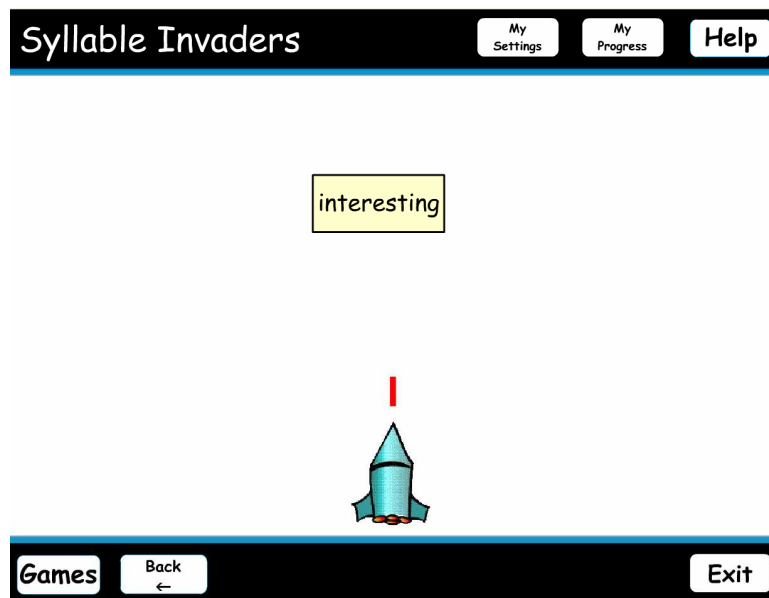 Syllable Invaders
My
Settings
My
Progress
Help
interesting
Games
Back
←
Exit